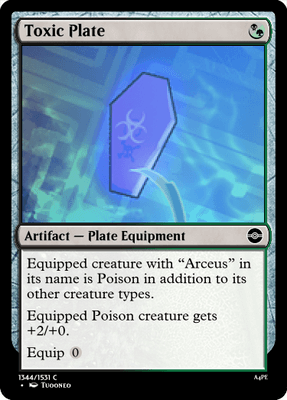 Toxic Plate
Artifact — Plate Equipment
Equipped creature with “Arceus” in
its name is Poison in addition to its
other creature types.
Equipped Poison creature gets
+2/+0.
Equip 0
1344/1531 C
A4PE
• Tuooneo